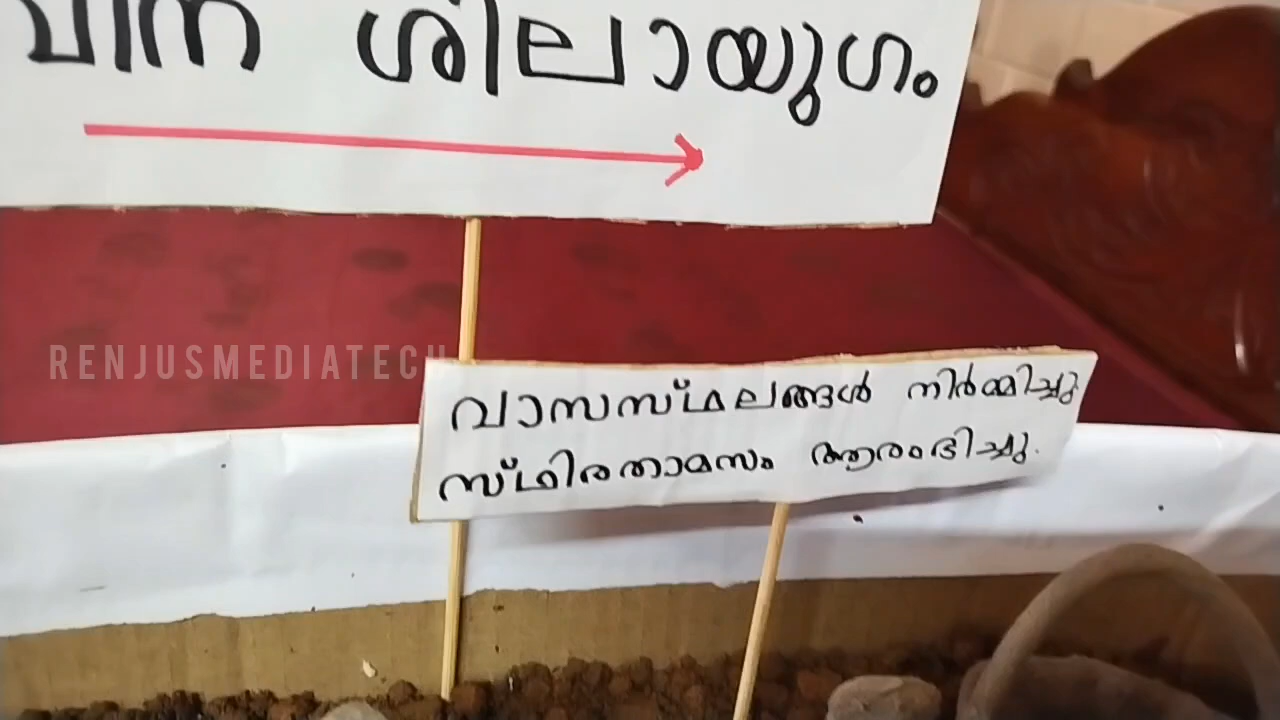 ശിലായുഗം
RENJUSMEDIATECH
വാസസ്ഥലങ്ങൾ നിർമ്മിച്ചു
സ്ഥിരതാമസം ആരംഭിച്ചു.